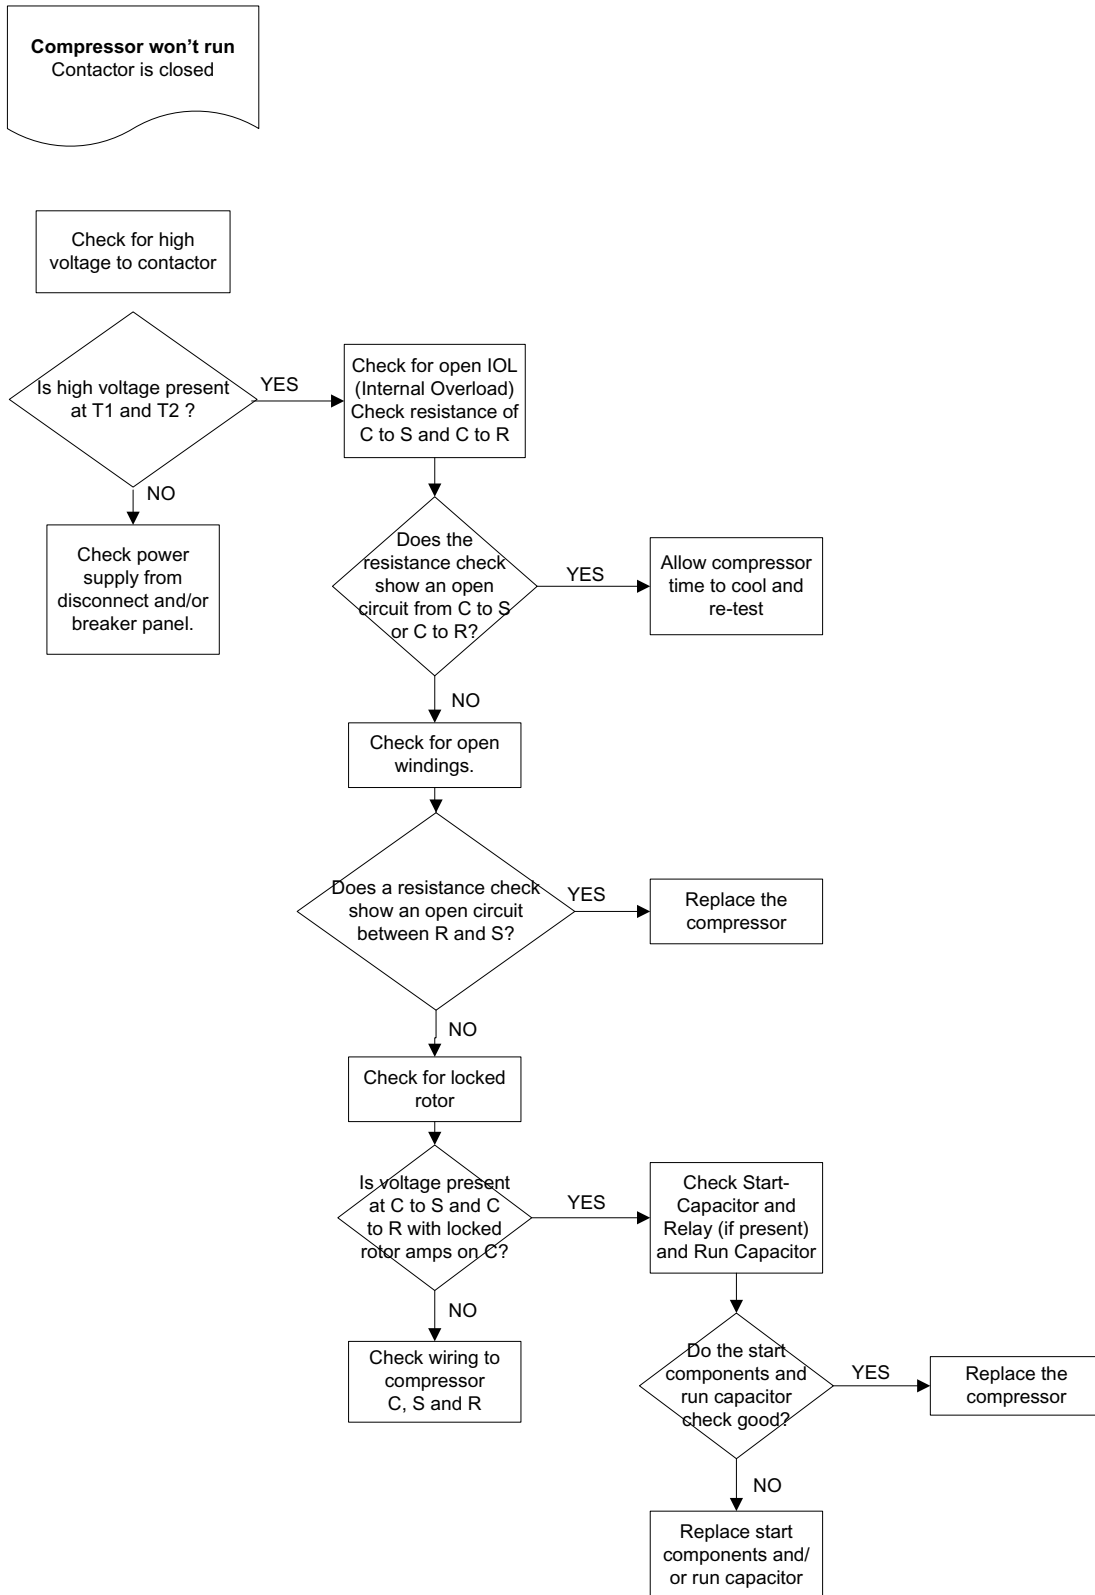 Compressor won't run
Contactor is closed
Check for high
voltage to contactor
Is high voltage present
at T1 and T2 ?
YES
NO
Check power
supply from
disconnect and/or
breaker panel.
Check for open IOL
(Internal Overload)
Check resistance of
C to S and C to R
Does the
resistance check
show an open
circuit from C to S
or C to R?
YES
Allow compressor
time to cool and
re-test
NO
Check for open
windings.
Does a resistance check
show an open circuit
between R and S?
YES
Replace the
compressor
NO
Check for locked
rotor
Is voltage present
at C to S and C
to R with locked
rotor amps on C?
YES
NO
Check wiring to
compressor
C, S and R
Check Start-
Capacitor and
Relay (if present)
and Run Capacitor
Do the start
components and
run capacitor
check good?
YES
Replace the
compressor
NO
Replace start
components and/
or run capacitor